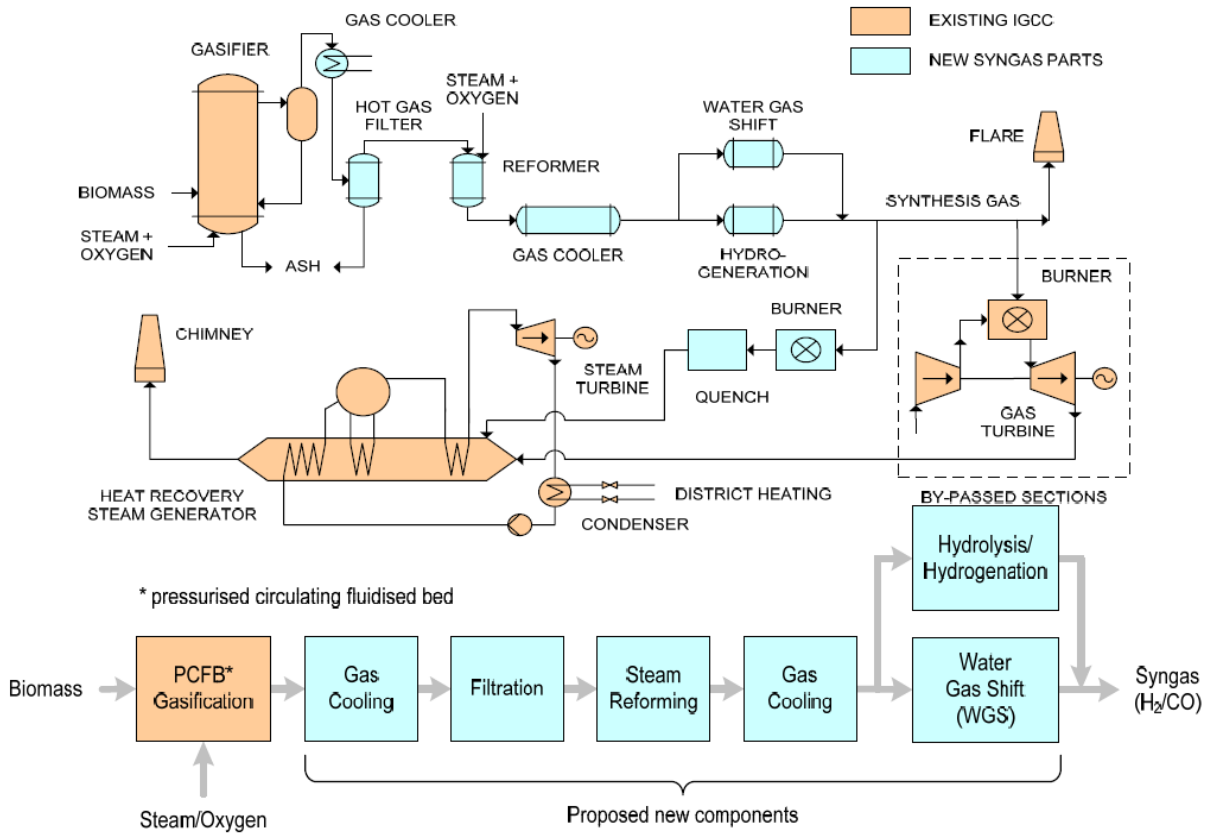 GAS COOLER
EXISTING IGCC
GASIFIER
NEW SYNGAS PARTS
STEAM +
OXYGEN
WATER GAS
SHIFT
HOT GAS
FILTER
FLARE
REFORMER
BIOMASS
SYNTHESIS GAS
STEAM +
OXYGEN
ASH
GAS COOLER
HYDRO-
GENERATION
BURNER
BURNER
CHIMNEY
STEAM
TURBINE
QUENCH
GAS
TURBINE
HEAT RECOVERY
STEAM GENERATOR
DISTRICT HEATING
CONDENSER
BY-PASSED SECTIONS
* pressurised circulating fluidised bed
Hydrolysis/
Hydrogenation
Biomass
PCFB*
Gasification
Gas
Cooling
Filtration
Steam
Reforming
Gas
Cooling
Water
Gas Shift
(WGS)
Syngas
(H₂/CO)
Steam/Oxygen
Proposed new components